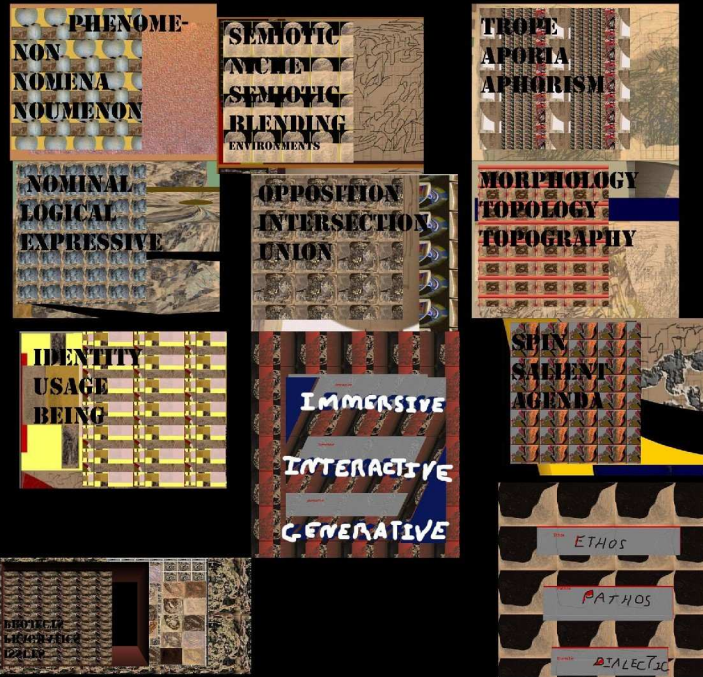 PHENOME-
NON
NOMENA
NOUMENON
SEMIOTIC
NICHE
SEMIOTIC
BLENDING
ENVIRONMENTS
TROPE
APORIA
APHORISM
NOMINAL
LOGICAL
EXPRESSIVE
OPPOSITION
INTERSECTION
UNION
MORPHOLOGY
TOPOLOGY
TOPOGRAPHY
IDENTITY
USAGE
BEING
IMMERSIVE
INTERACTIVE
GENERATIVE
SPIN
SALIENT
AGENDA
ETHOS
PATHOS
DIALECTIC